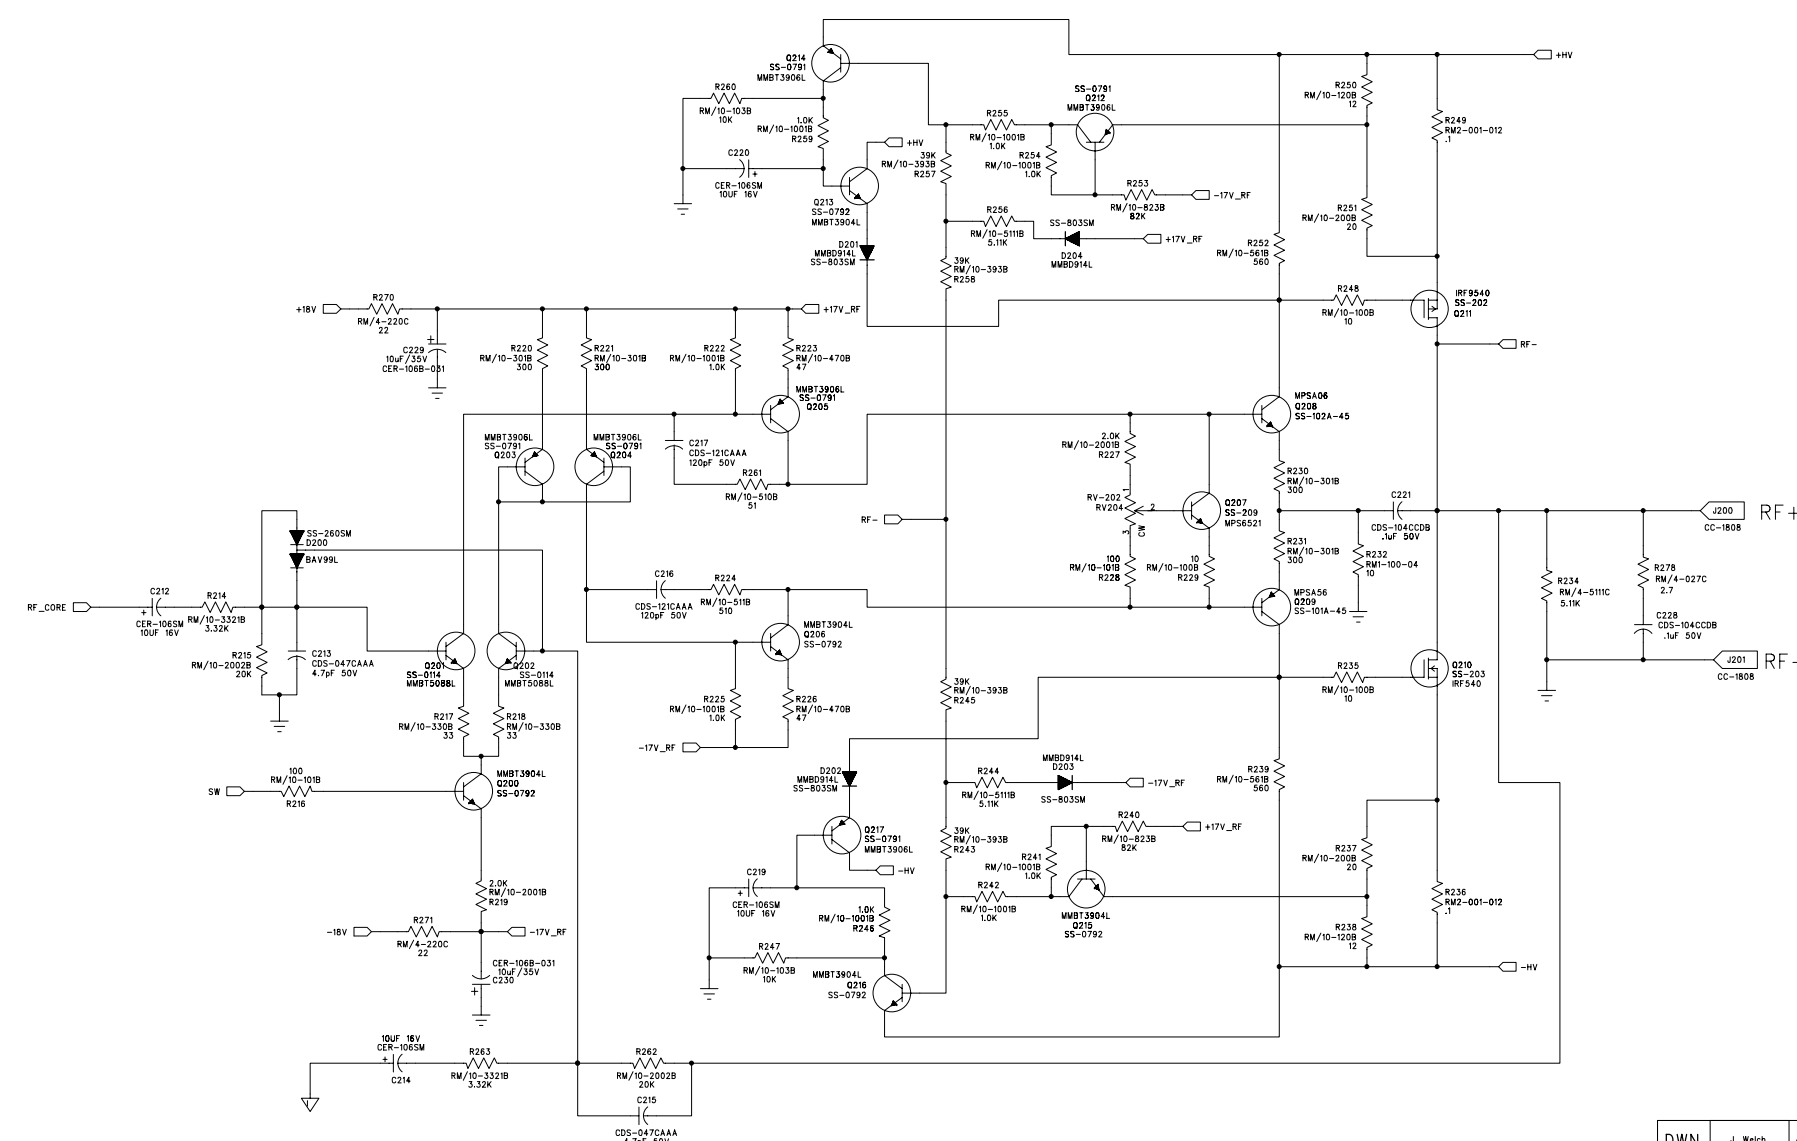 Q214
SS-0791
MMBT3906L
R260
RM/10-103B
10K
1.0K
RM/10-1001B
R259
C220
+
CER-106SM
10UF 16V
+HV
Q213
SS-0792
MMBT3904L
D201
MMBD914L
SS-803SM
39K
RM/10-393B
R257
R255
RM/10-1001B
1.0K
SS-0791
Q212
MMBT3906L
R254
RM/10-1001B
1.0K
R253
RM/10-823B
82K
-17V_RF
R256
RM/10-5111B
5.11K
SS-803SM
D204
MMBD914L
+17V_RF
39K
RM/10-393B
R258
R250
RM/10-120B
12
R249
RM2-001-012
.1
+HV
R251
RM/10-200B
20
R252
RM/10-561B
560
R248
RM/10-100B
10
IRF9540
SS-202
Q211
RF-
+18V
R270
RM/4-220C
22
+17V_RF
+
C229
10uF/35V
CER-106B-031
R220
RM/10-301B
300
R221
RM/10-301B
300
R222
RM/10-1001B
1.0K
R223
RM/10-470B
47
MMBT3906L
SS-0791
Q205
MMBT3906L
SS-0791
Q203
MMBT3906L
SS-0791
Q204
C217
CDS-121CAAA
120pF 50V
R261
RM/10-510B
51
RF-
2.0K
RM/10-2001B
R227
RV-202
RV204
1
2
3
CW
Q207
SS-209
MPS6521
100
RM/10-101B
R228
10
RM/10-100B
R229
MPSA06
Q208
SS-102A-45
R230
RM/10-301B
300
R231
RM/10-301B
300
C221
CDS-104CCDB
.1uF 50V
R232
RM1-100-04
10
MPSA56
Q209
SS-101A-45
J200
CC-1808
RF+
R234
RM/4-5111C
5.11K
R278
RM/4-027C
2.7
C228
CDS-104CCDB
.1uF 50V
J201
CC-1808
RF-
SS-260SM
D200
BAV99L
RF_CORE
C212
+
CER-106SM
10UF 16V
R214
RM/10-3321B
3.32K
R215
RM/10-2002B
20K
C213
CDS-047CAAA
4.7pF 50V
Q201
SS-0114
MMBT5088L
Q202
SS-0114
MMBT5088L
C216
CDS-121CAAA
120pF 50V
R224
RM/10-511B
510
MMBT3904L
Q206
SS-0792
R225
RM/10-1001B
1.0K
R226
RM/10-470B
47
-17V_RF
R217
RM/10-330B
33
R218
RM/10-330B
33
SW
100
RM/10-101B
R216
MMBT3904L
Q200
SS-0792
2.0K
RM/10-2001B
R219
-18V
R271
RM/4-220C
22
-17V_RF
CER-106B-031
10uF/35V
C230
+
39K
RM/10-393B
R245
R235
RM/10-100B
10
Q210
SS-203
IRF540
D202
MMBD914L
SS-803SM
R244
RM/10-5111B
5.11K
MMBD914L
D203
SS-803SM
-17V_RF
R239
RM/10-561B
560
Q217
SS-0791
MMBT3906L
-HV
39K
RM/10-393B
R243
R240
RM/10-823B
82K
+17V_RF
R241
RM/10-1001B
1.0K
R242
RM/10-1001B
1.0K
MMBT3904L
Q215
SS-0792
R237
RM/10-200B
20
R236
RM2-001-012
.1
R238
RM/10-120B
12
-HV
C219
+
CER-106SM
10UF 16V
1.0K
RM/10-1001B
R246
R247
RM/10-103B
10K
MMBT3904L
Q216
SS-0792
10UF 16V
CER-106SM
+
C214
R263
RM/10-3321B
3.32K
R262
RM/10-2002B
20K
C215
CDS-047CAAA
4.7pF 50V
DWN
J. Welch